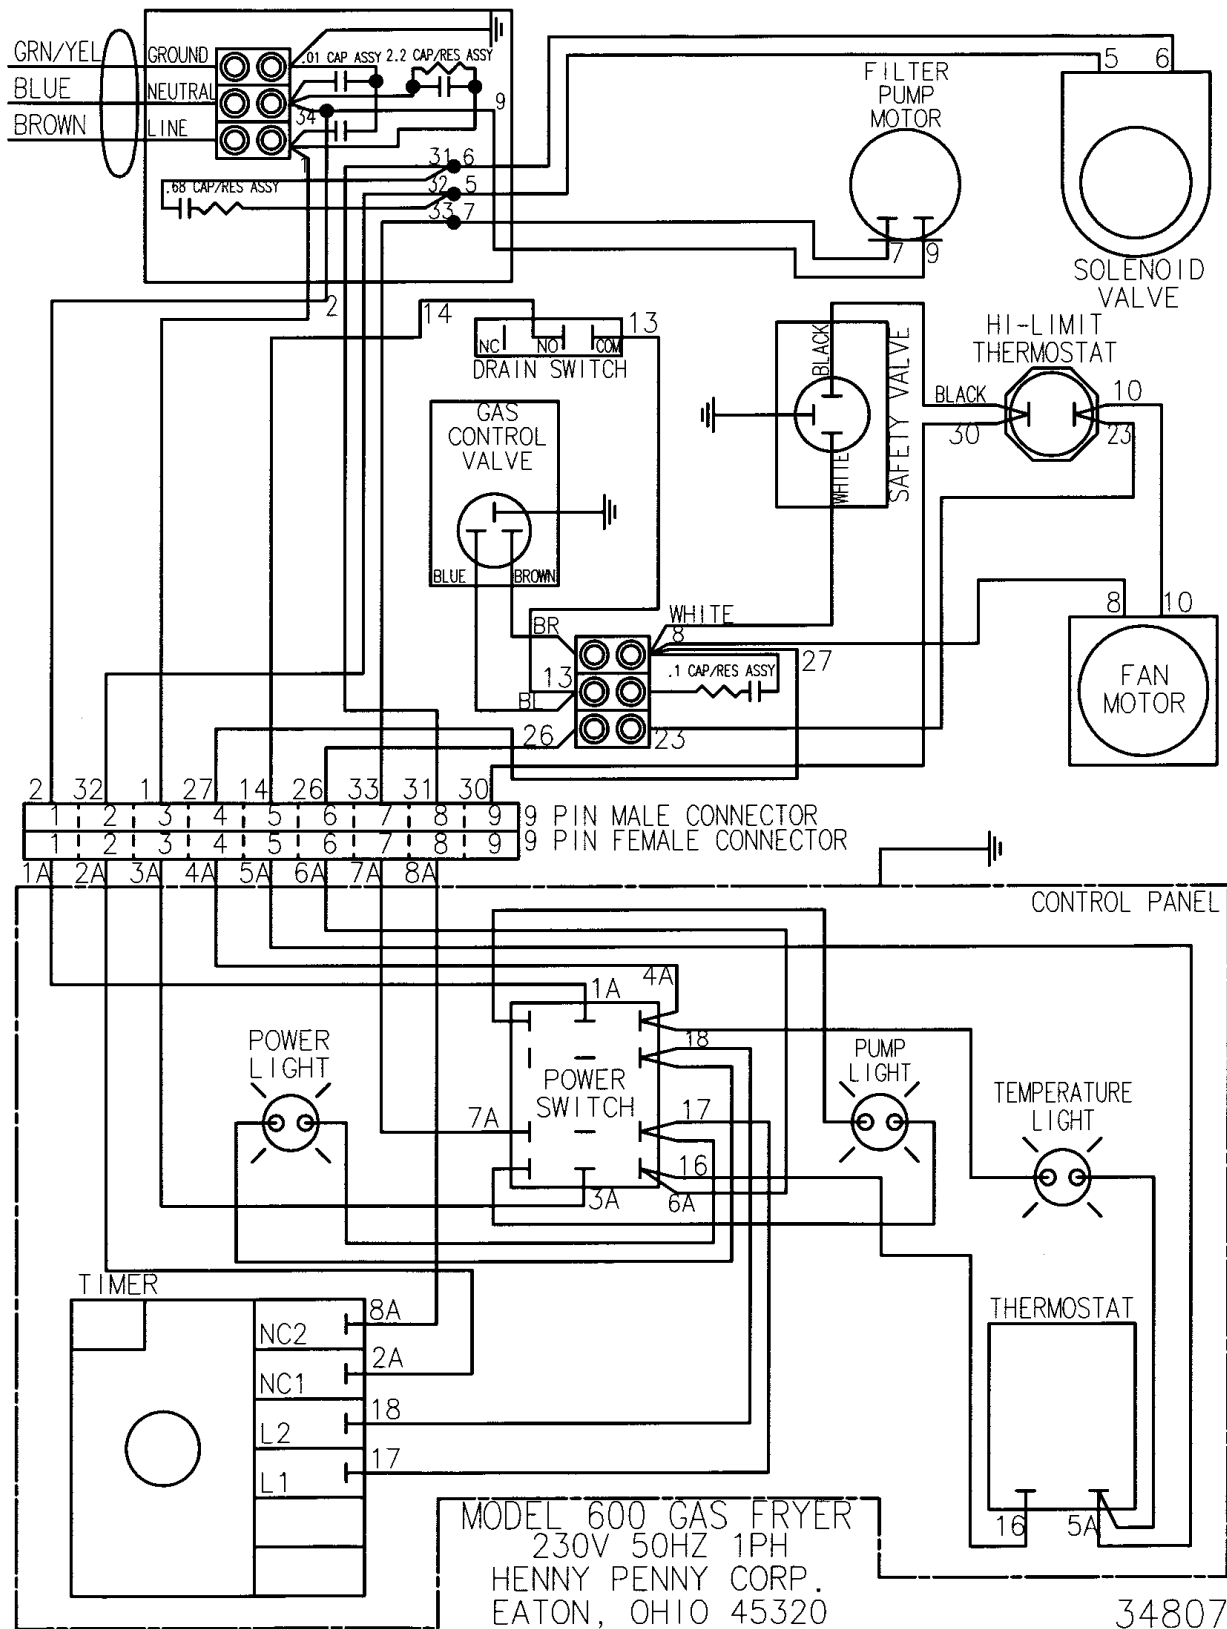 GRN/YEL
GROUND
.01 CAP ASSY
2.2 CAP/RES ASSY
BLUE
NEUTRAL
34
9
BROWN
LINE
1
31 6
.68 CAP/RES ASSY
32 5
33 7
FILTER
PUMP
MOTOR
7 9
5 6
SOLENOID
VALVE
2
14
13
NC NO COM
DRAIN SWITCH
GAS
CONTROL
VALVE
BLUE BROWN
BLACK
SAFETY VALVE
WHITE
HI-LIMIT
THERMOSTAT
BLACK
10
30
23
WHITE
BR
8
27
13
.1 CAP/RES ASSY
BL
26
23
8 10
FAN
MOTOR
2 32 1 27 14 26 33 31 30
1 2 3 4 5 6 7 8 9 9 PIN MALE CONNECTOR
1 2 3 4 5 6 7 8 9 9 PIN FEMALE CONNECTOR
1A 2A 3A 4A 5A 6A 7A 8A
CONTROL PANEL
4A
1A
18
POWER
LIGHT
POWER
SWITCH
7A
17
16
3A
6A
PUMP
LIGHT
TEMPERATURE
LIGHT
TIMER
8A
NC2
2A
NC1
18
L2
17
L1
THERMOSTAT
16 5A
MODEL 600 GAS FRYER
230V 50HZ 1PH
HENNY PENNY CORP.
EATON, OHIO 45320
34807